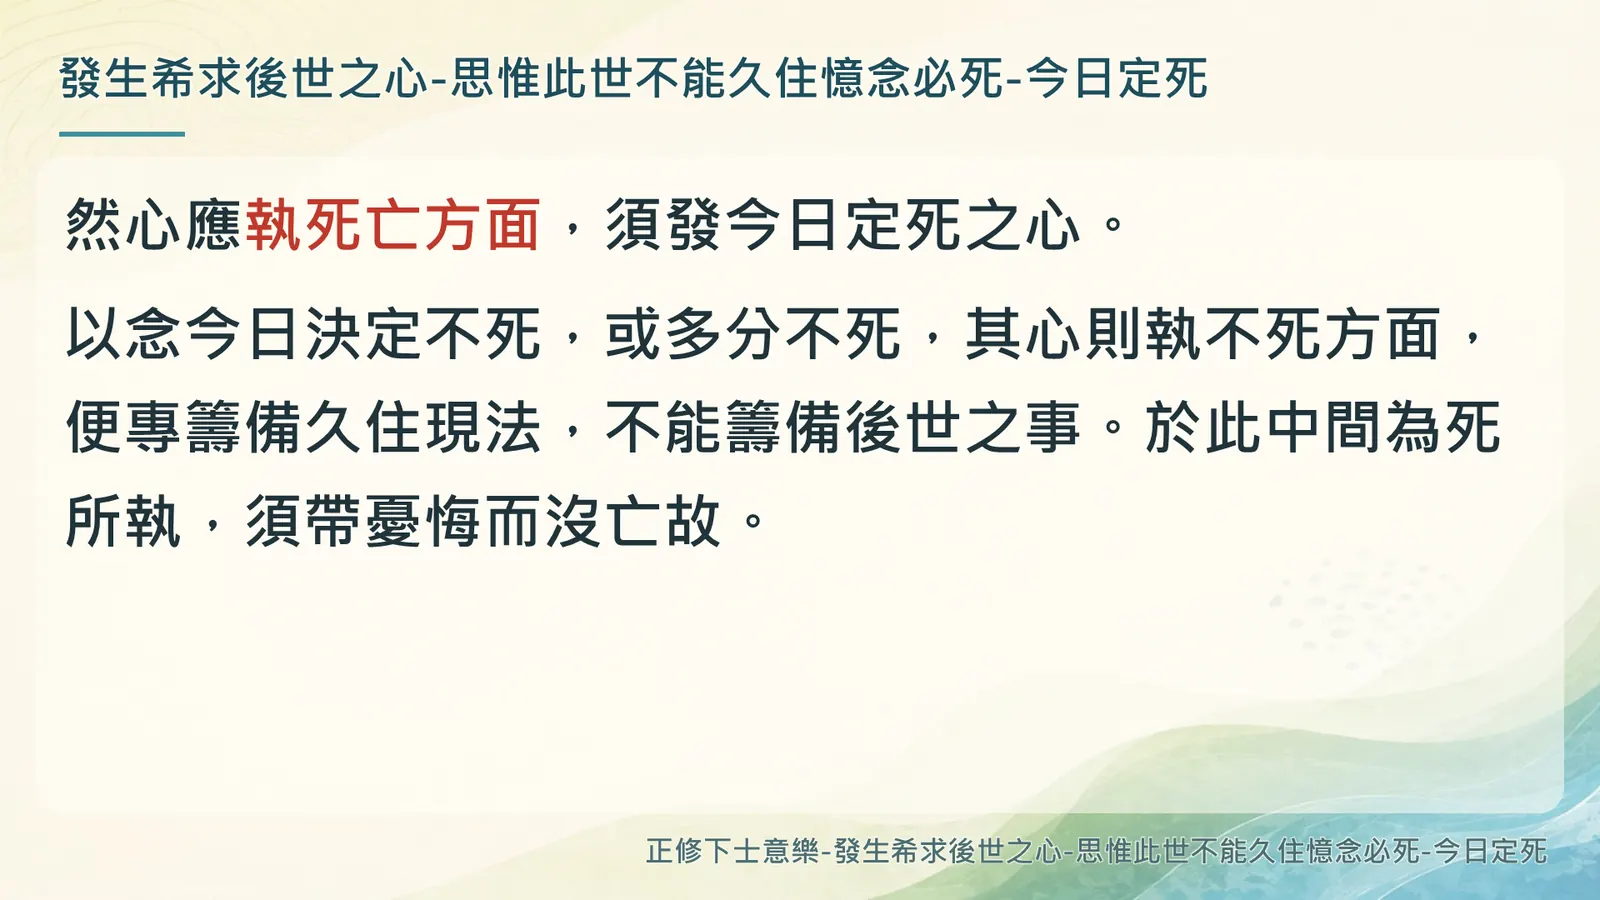 發生希求後世之心-思惟此世不能久住憶念必死-今日定死
然心應執死亡方面，須發今日定死之心。
以念今日決定不死，或多分不死，其心則執不死方面，
便專籌備久住現法，不能籌備後世之事。於此中間為死
所執，須帶憂悔而沒亡故。
正修下士意樂-發生希求後世之心-思惟此世不能久住憶念必死-今日定死